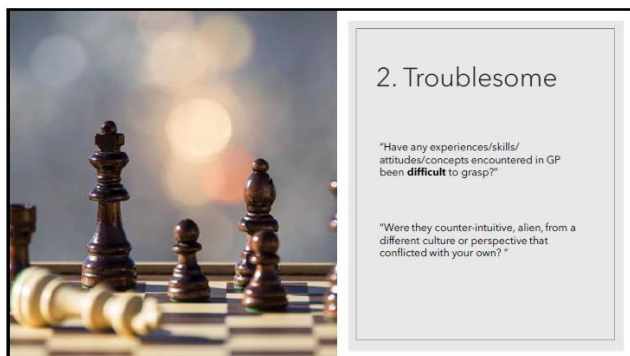 2. Troublesome
"Have any experiences/skills/
attitudes/concepts encountered in GP
been difficult to grasp?"
"Were they counter-intuitive, alien, from a
different culture or perspective that
conflicted with your own? "